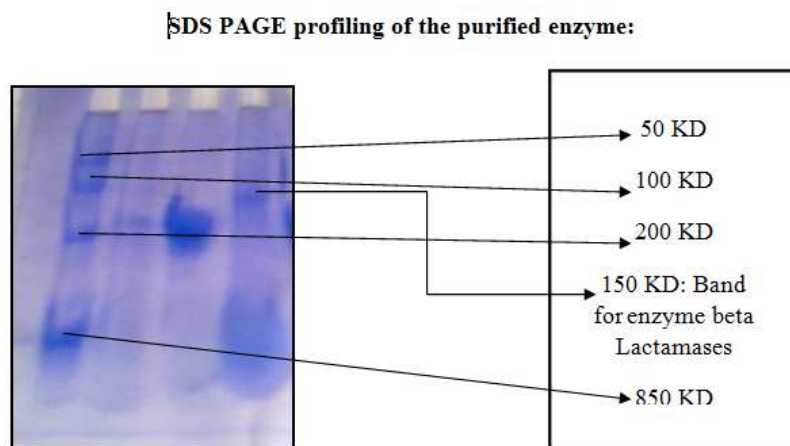 SDS PAGE profiling of the purified enzyme:
50 KD
100 KD
200 KD
150 KD: Band
for enzyme beta
Lactamases
850 KD